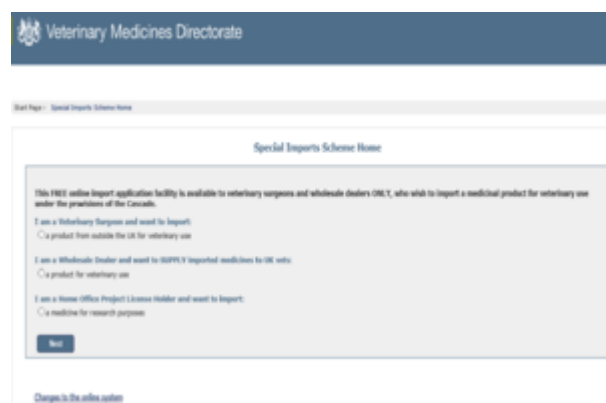 Veterinary Medicines Directorate
Start Page > Special Imports Scheme Home
Special Imports Scheme Home
This FREE online import application facility is available to veterinary surgeons and wholesale dealers ONLY, who wish to import a medicinal product for veterinary use
under the provisions of the Cascade.
I am a Veterinary Surgeon and want to import:
a product from outside the UK for veterinary use
I am a Wholesale Dealer and want to SUPPLY imported medicines to UK vets:
a product for veterinary use
I am a Home Office Project License Holder and want to import:
a medicine for research purposes
Next
Changes to the online system